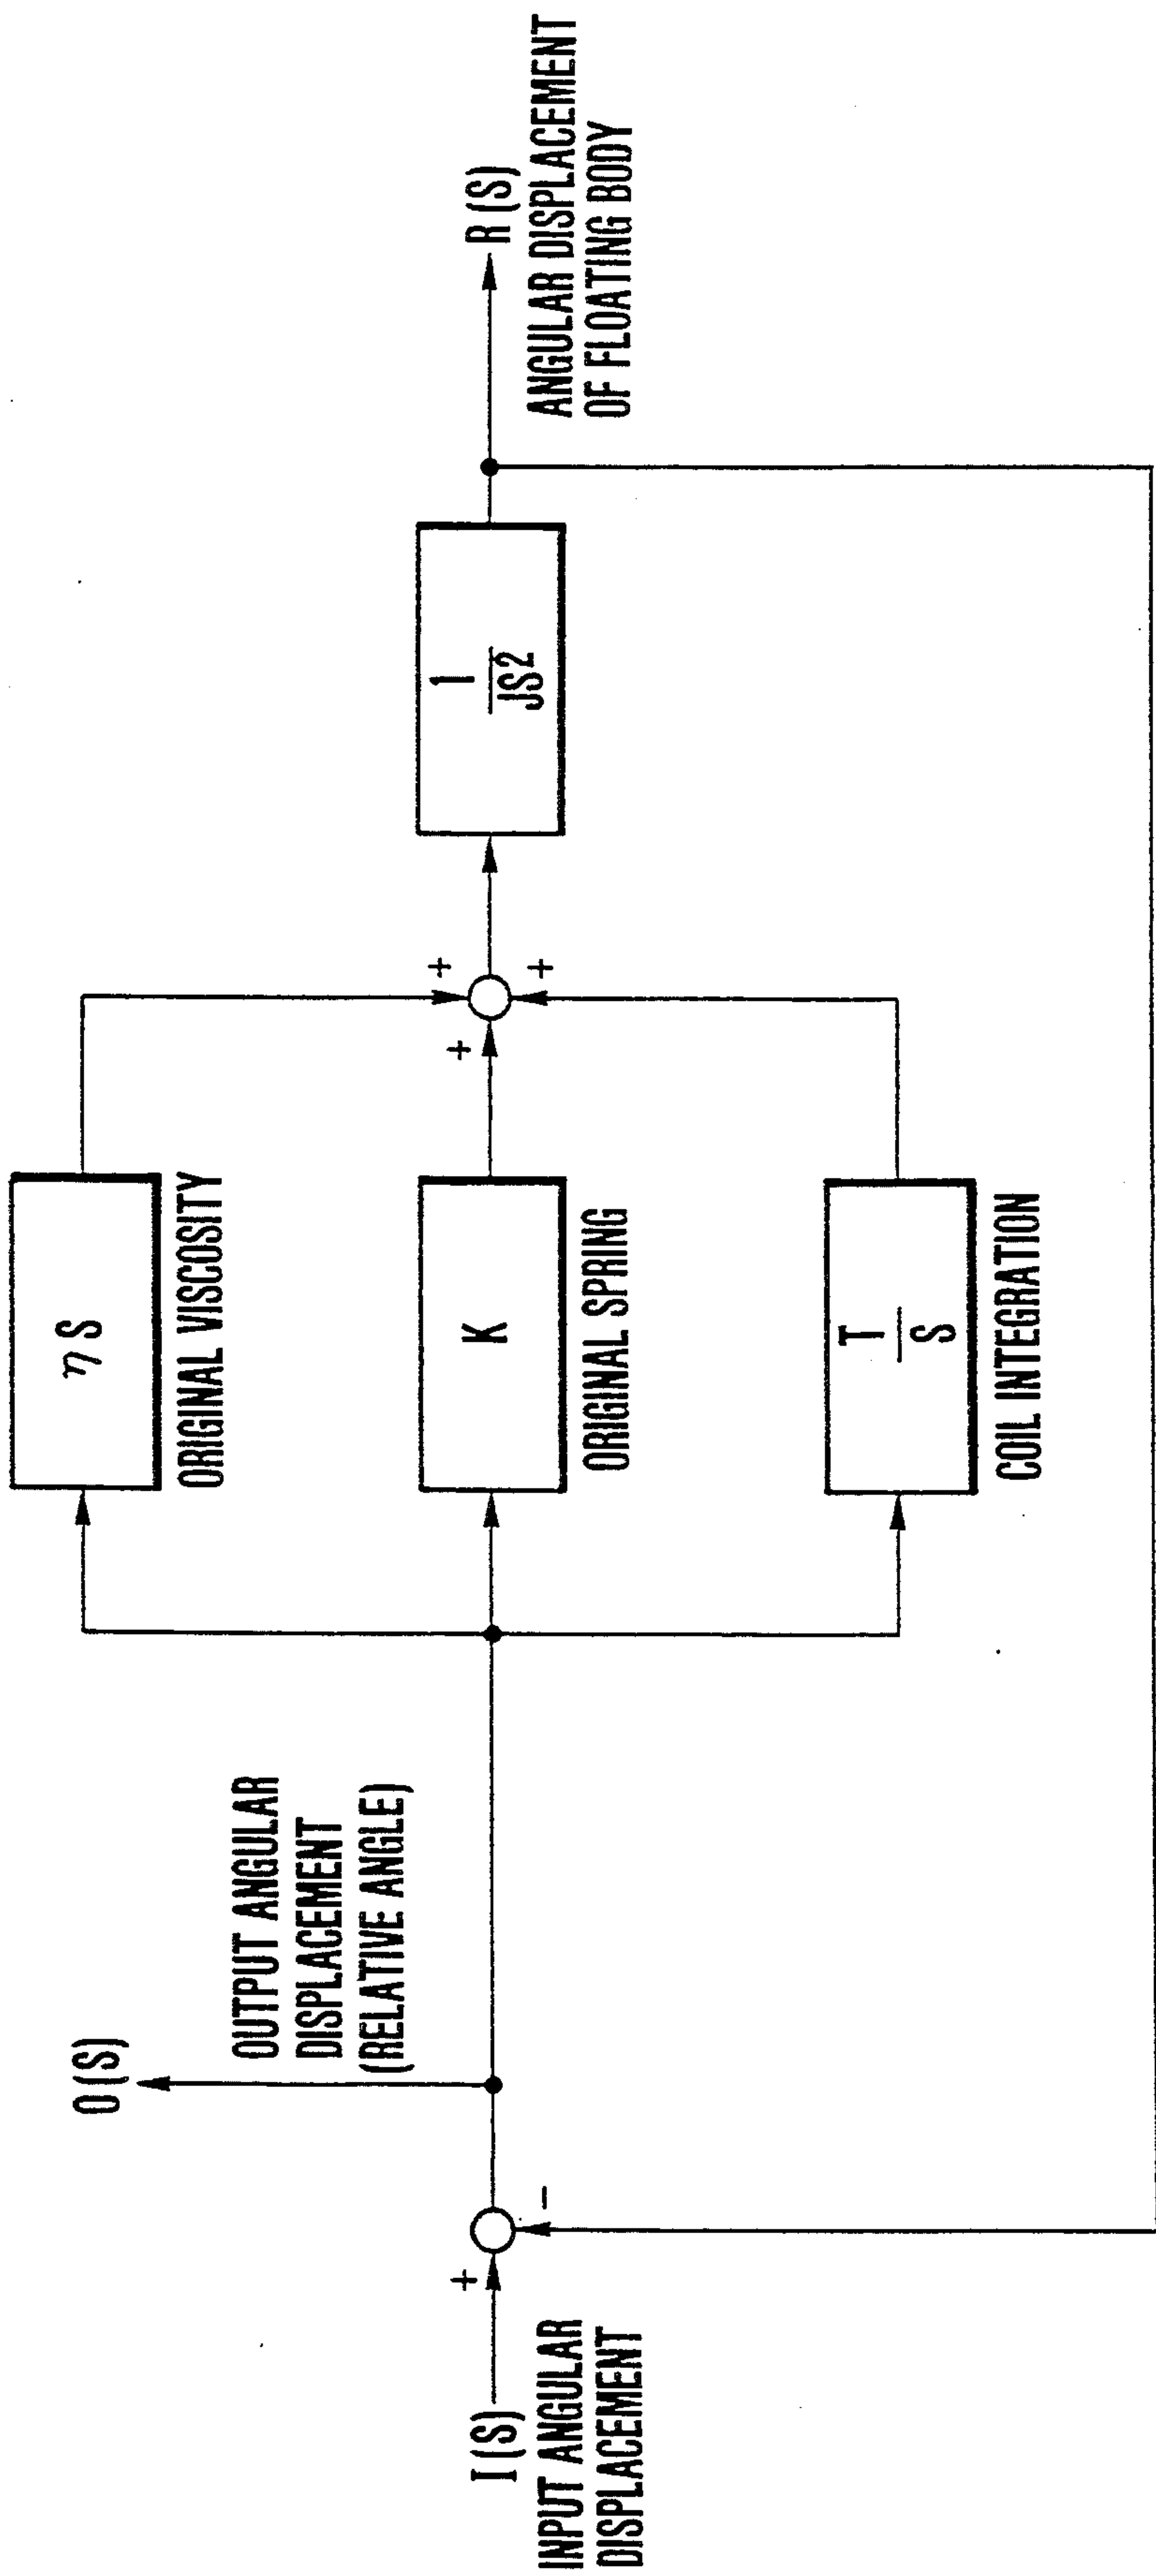 O(S)
OUTPUT ANGULAR
DISPLACEMENT
(RELATIVE ANGLE)
I(S)
INPUT ANGULAR
DISPLACEMENT
+
-
ηS
ORIGINAL VISCOSITY
K
ORIGINAL SPRING
T
S
COIL INTEGRATION
+
+
+
1
JS²
R(S)
ANGULAR DISPLACEMENT
OF FLOATING BODY